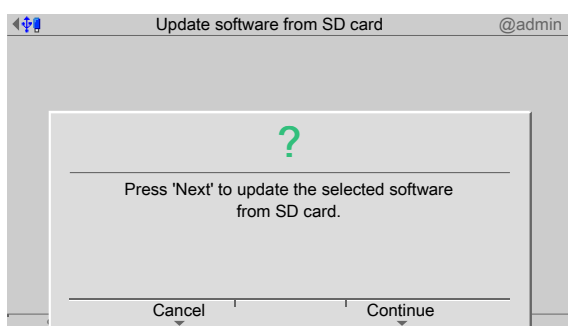 Update software from SD card @admin
?
Press 'Next' to update the selected software
from SD card.
Cancel Continue